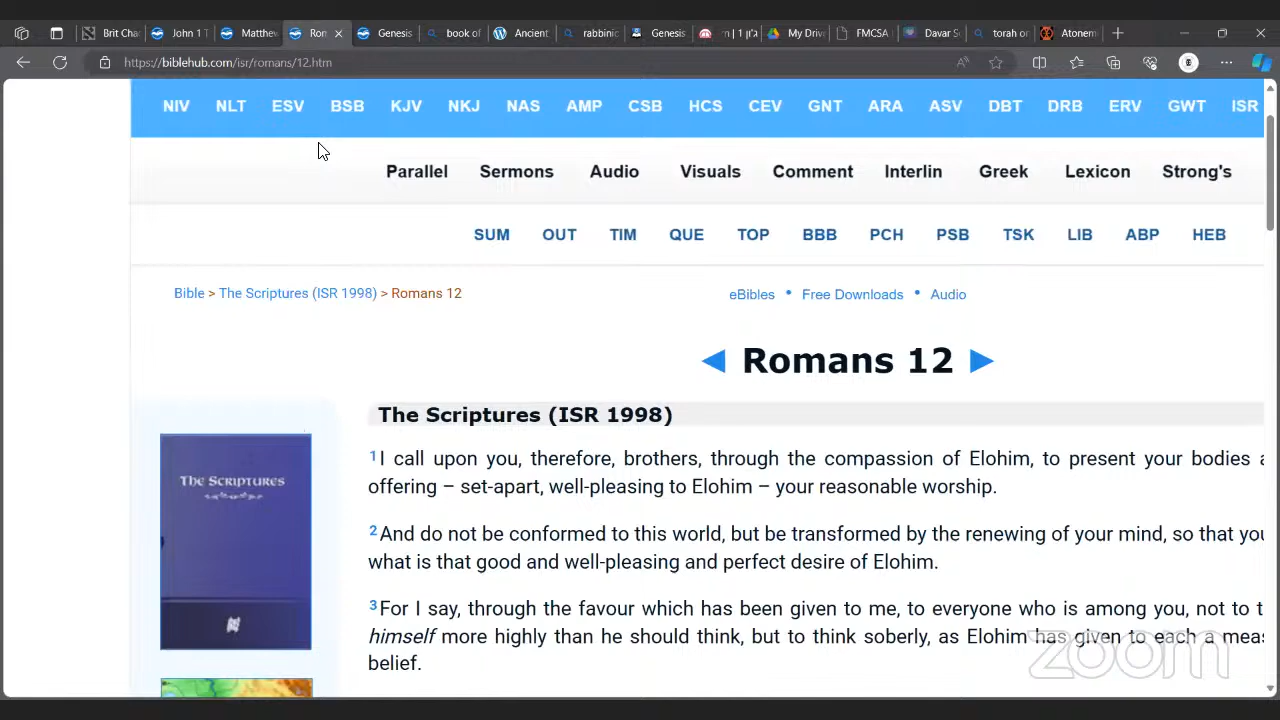 Brit Cha
John 1 1
Matthew
Rom
Genesis
book of
Ancient
rabbinic
Genesis
m | 1 μ'a
My Drive
FMCSA
Davar S
torah or
Atonem
https://biblehub.com/isr/romans/12.htm
NIV NLT ESV BSB KJV NKJ NAS AMP CSB HCS CEV GNT ARA ASV DBT DRB ERV GWT ISR
Parallel Sermons Audio Visuals Comment Interlin Greek Lexicon Strong's
SUM OUT TIM QUE TOP BBB PCH PSB TSK LIB ABP HEB
Bible > The Scriptures (ISR 1998) > Romans 12
eBibles • Free Downloads • Audio
◄ Romans 12 ►
The Scriptures (ISR 1998)
THE SCRIPTURES
1I call upon you, therefore, brothers, through the compassion of Elohim, to present your bodies a
offering – set-apart, well-pleasing to Elohim – your reasonable worship.
2And do not be conformed to this world, but be transformed by the renewing of your mind, so that you
what is that good and well-pleasing and perfect desire of Elohim.
3For I say, through the favour which has been given to me, to everyone who is among you, not to t
himself more highly than he should think, but to think soberly, as Elohim has given to each a meas
belief.
zoom